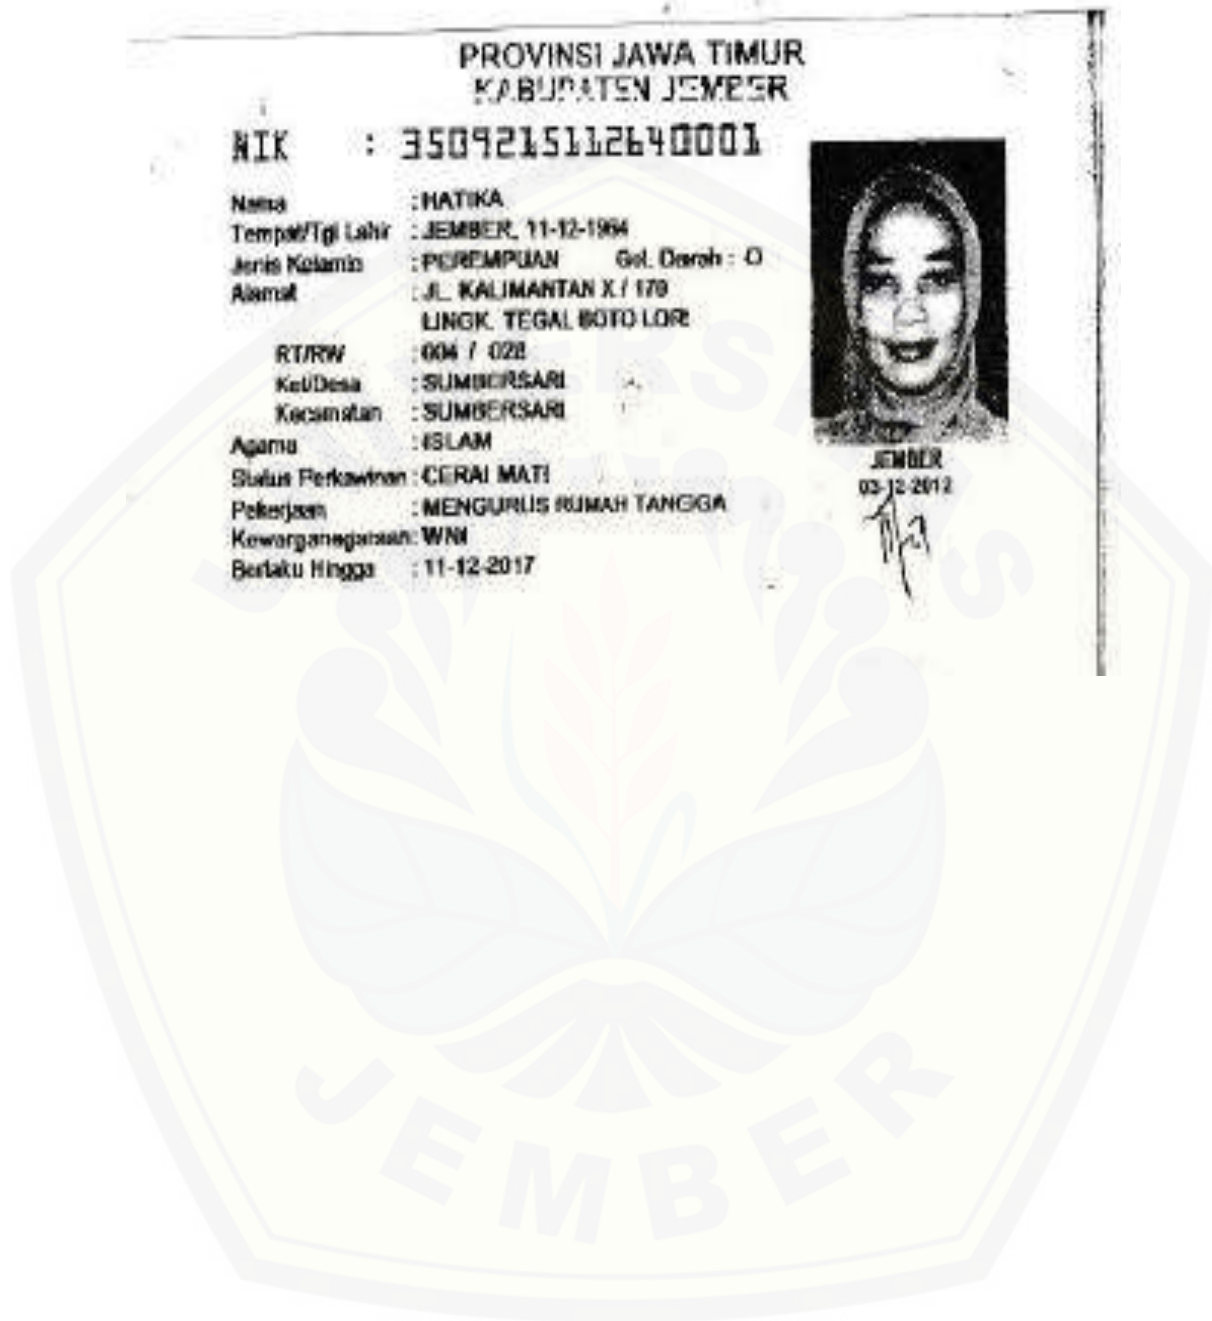 PROVINSI JAWA TIMUR
KABUPATEN JEMBER
NIK : 3509215112640001
Nama : HATIKA
Tempat/Tgl Lahir : JEMBER, 11-12-1964
Jenis Kelamin : PEREMPUAN Gol. Darah : O
Alamat : JL. KALIMANTAN X / 179
LINGK. TEGAL BOTO LOR
RT/RW : 004 / 028
Kel/Desa : SUMBERSARI
Kecamatan : SUMBERSARI
Agama : ISLAM
Status Perkawinan : CERAI MATI
Pekerjaan : MENGURUS RUMAH TANGGA
Kewarganegaraan : WNI
Berlaku Hingga : 11-12-2017
JEMBER
03-12-2012
UNIVERSITAS
JEMBER